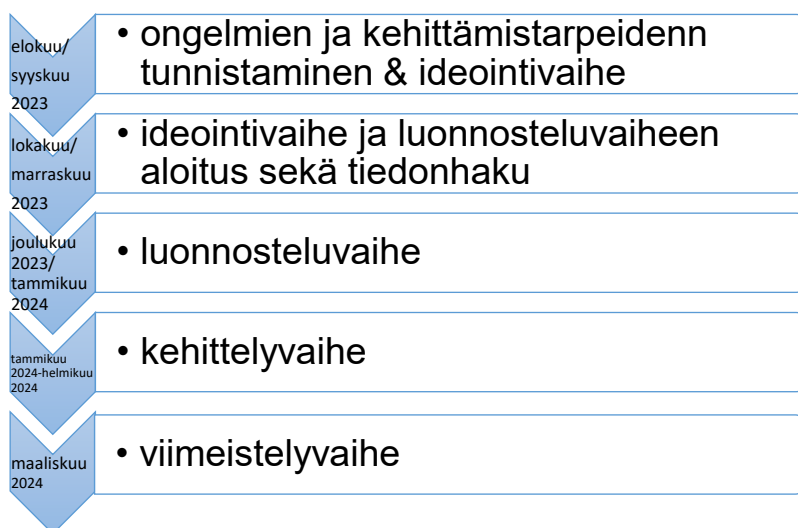 elokuu/
syyskuu
2023
• ongelmien ja kehittämistarpeidenn
tunnistaminen & ideointivaihe
lokakuu/
marraskuu
2023
• ideointivaihe ja luonnosteluvaiheen
aloitus sekä tiedonhaku
joulukuu
2023/
tammikuu
2024
• luonnosteluvaihe
tammikuu
2024-helmikuu
2024
• kehittelyvaihe
maaliskuu
2024
• viimeistelyvaihe